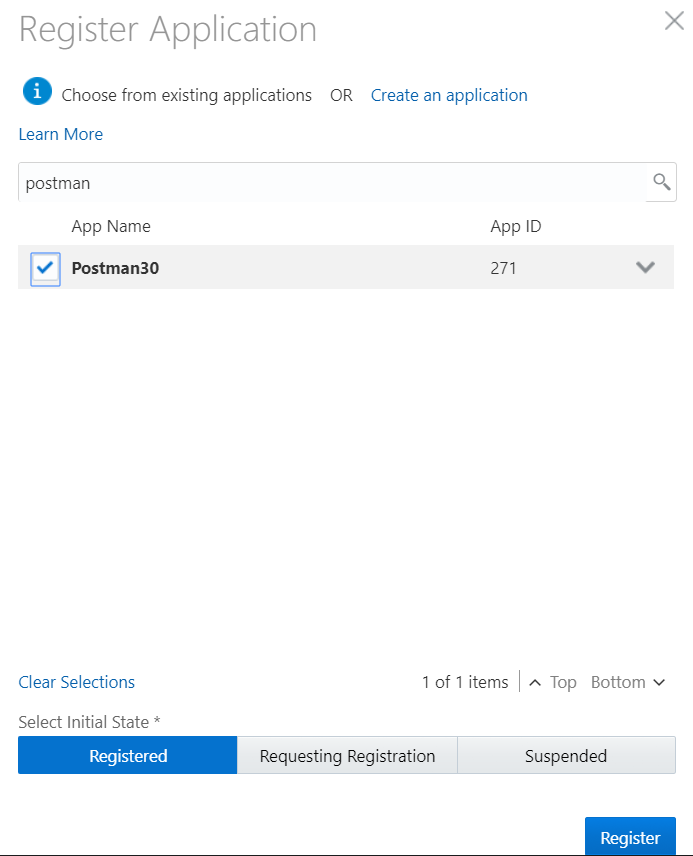 Register Application
Choose from existing applications OR Create an application
Learn More
postman
App Name App ID
Postman30 271
Clear Selections 1 of 1 items Top Bottom
Select Initial State *
Registered Requesting Registration Suspended
Register